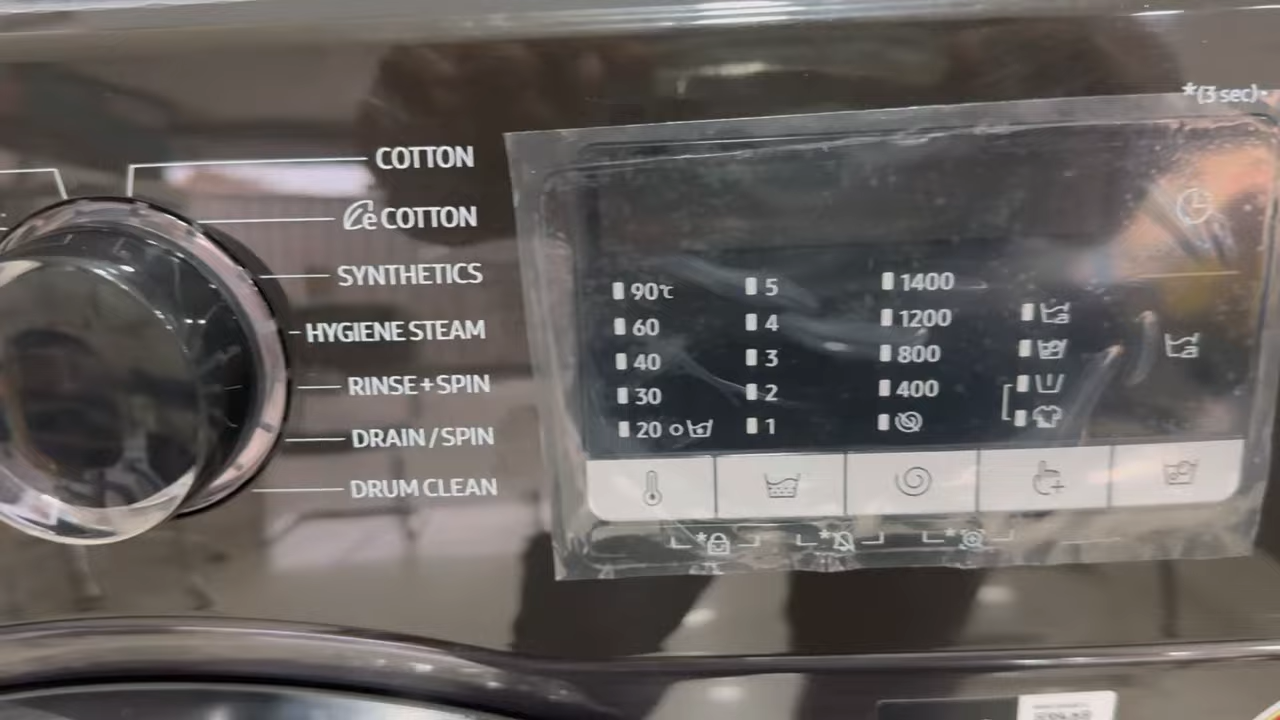 *(3 sec)
COTTON
e COTTON
SYNTHETICS
HYGIENE STEAM
RINSE+SPIN
DRAIN/SPIN
DRUM CLEAN
90℃ 5 1400
60 4 1200
40 3 800
30 2 400
20 1